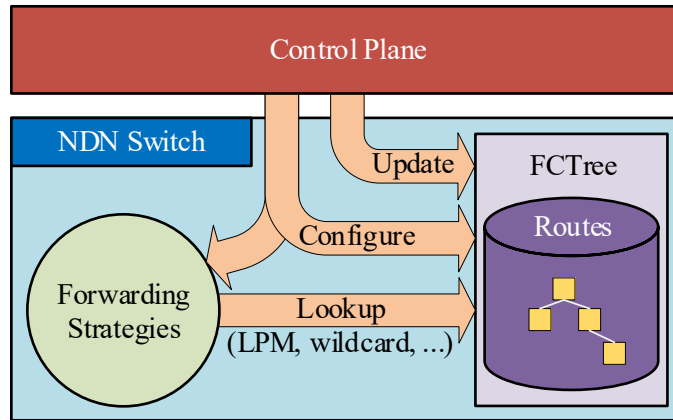 Control Plane
NDN Switch
Update
FCTree
Configure
Routes
Forwarding
Strategies
Lookup
(LPM, wildcard, ...)